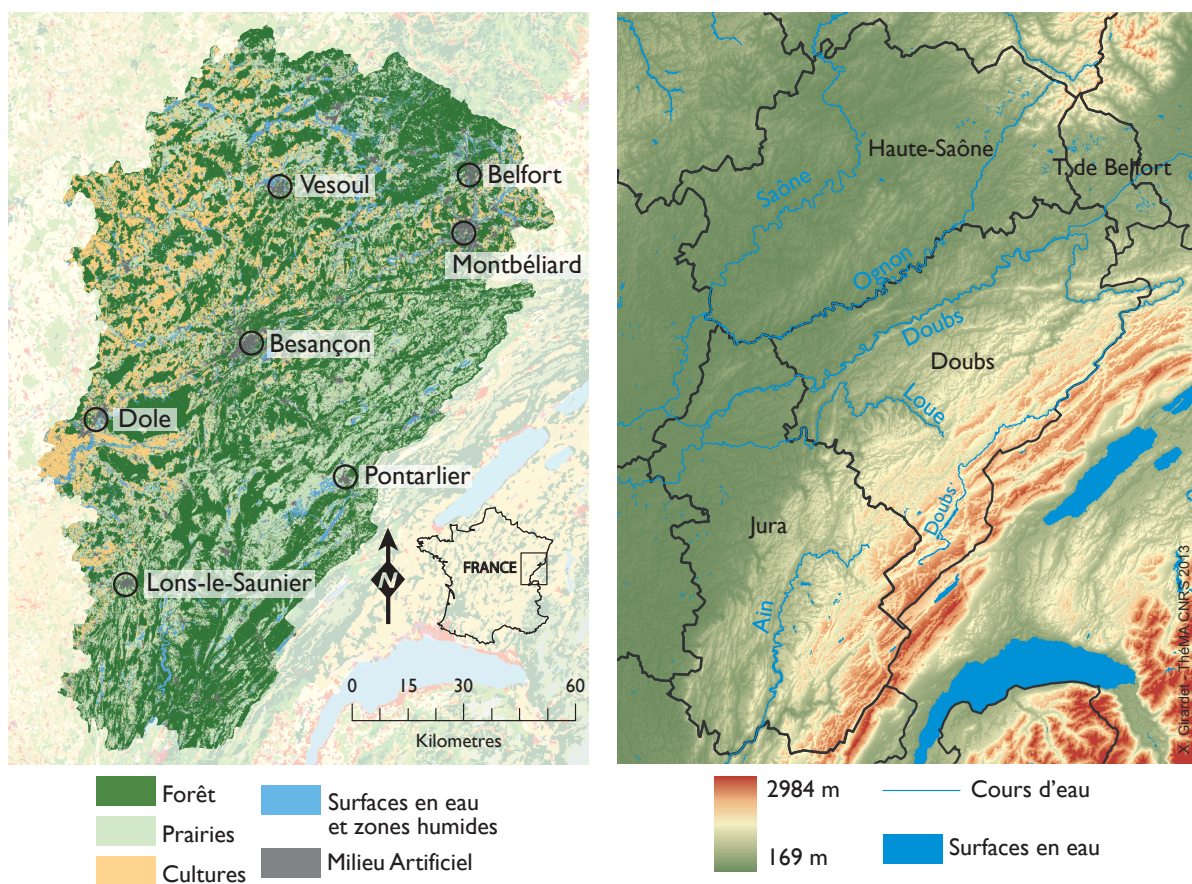 Vesoul
Belfort
Montbéliard
Besançon
Dole
Pontarlier
Lons-le-Saunier
N
FRANCE
0 15 30 60
Kilometres
Forêt
Prairies
Cultures
Surfaces en eau
et zones humides
Milieu Artificiel
Haute-Saône
T. de Belfort
Saône
Ognon
Doubs
Doubs
Loue
Doubs
Jura
Ain
X. Girardet - ThéMA CNRS 2013
2984 m
169 m
Cours d'eau
Surfaces en eau